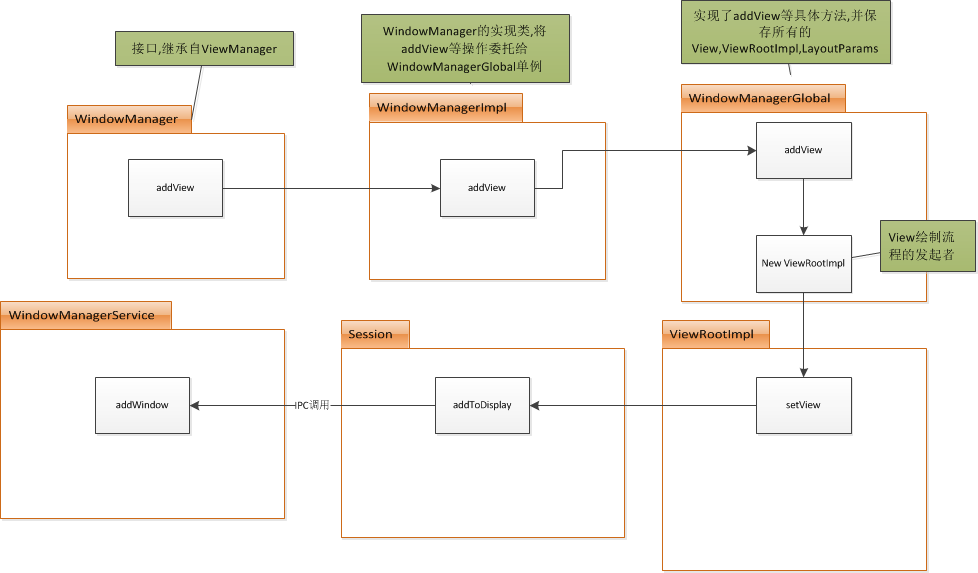 接口,继承自ViewManager
WindowManager的实现类,将
addView等操作委托给
WindowManagerGlobal单例
实现了addView等具体方法,并保
存所有的
View,ViewRootImpl,LayoutParams
WindowManager
addView
WindowManagerImpl
addView
WindowManagerGlobal
addView
New ViewRootImpl
View绘制流
程的发起者
WindowManagerService
addWindow
IPC调用
Session
addToDisplay
ViewRootImpl
setView